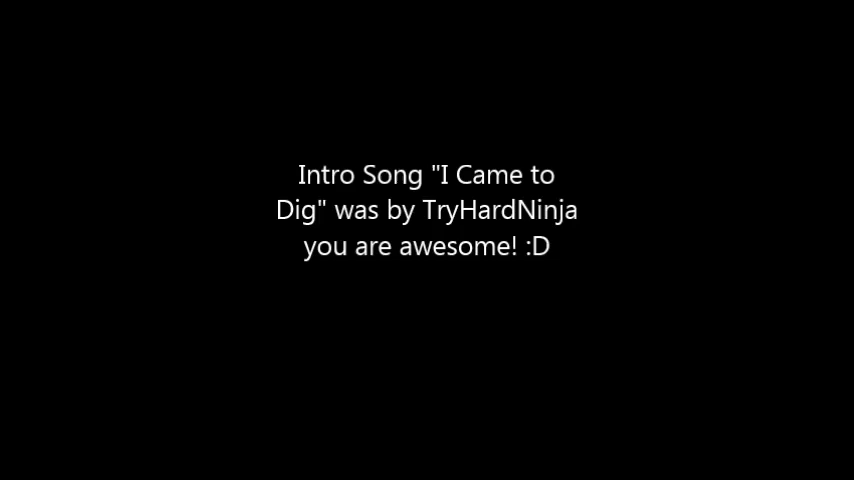 Intro Song "I Came to
Dig" was by TryHardNinja
you are awesome! :D